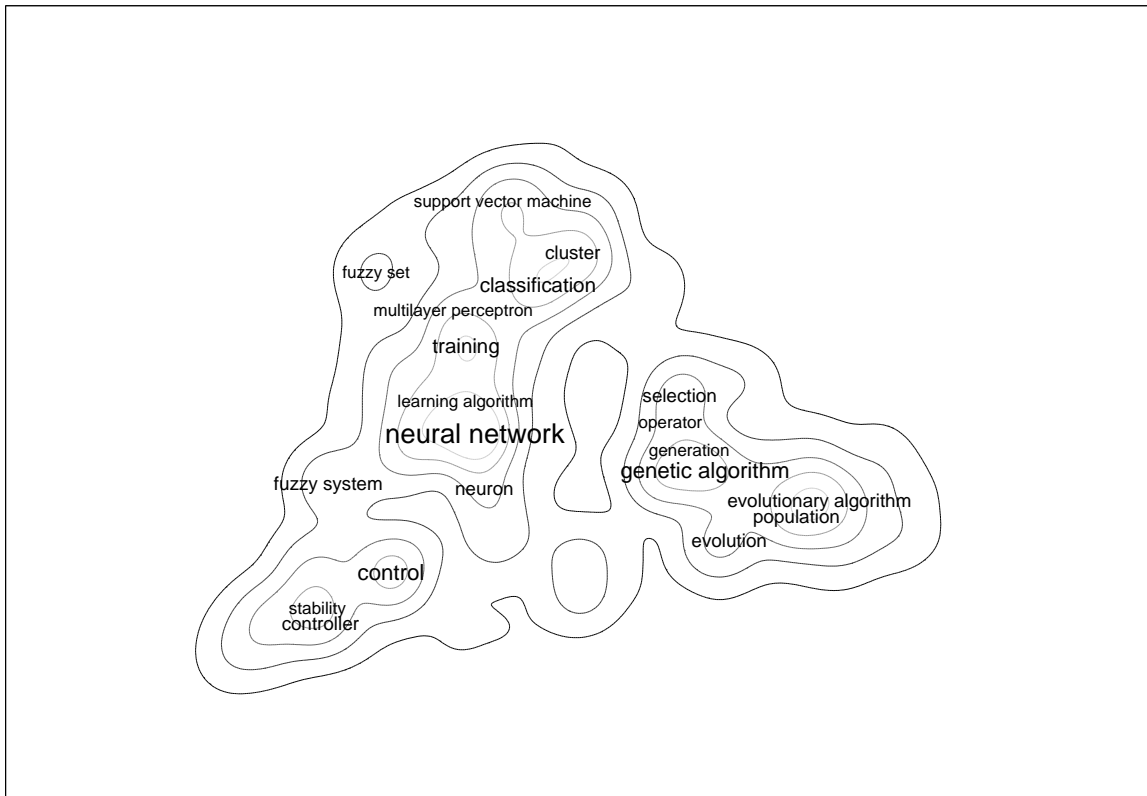 support vector machine
cluster
fuzzy set
classification
multilayer perceptron
training
selection
learning algorithm
operator
neural network
generation
genetic algorithm
fuzzy system
neuron
evolutionary algorithm
population
evolution
control
stability
controller